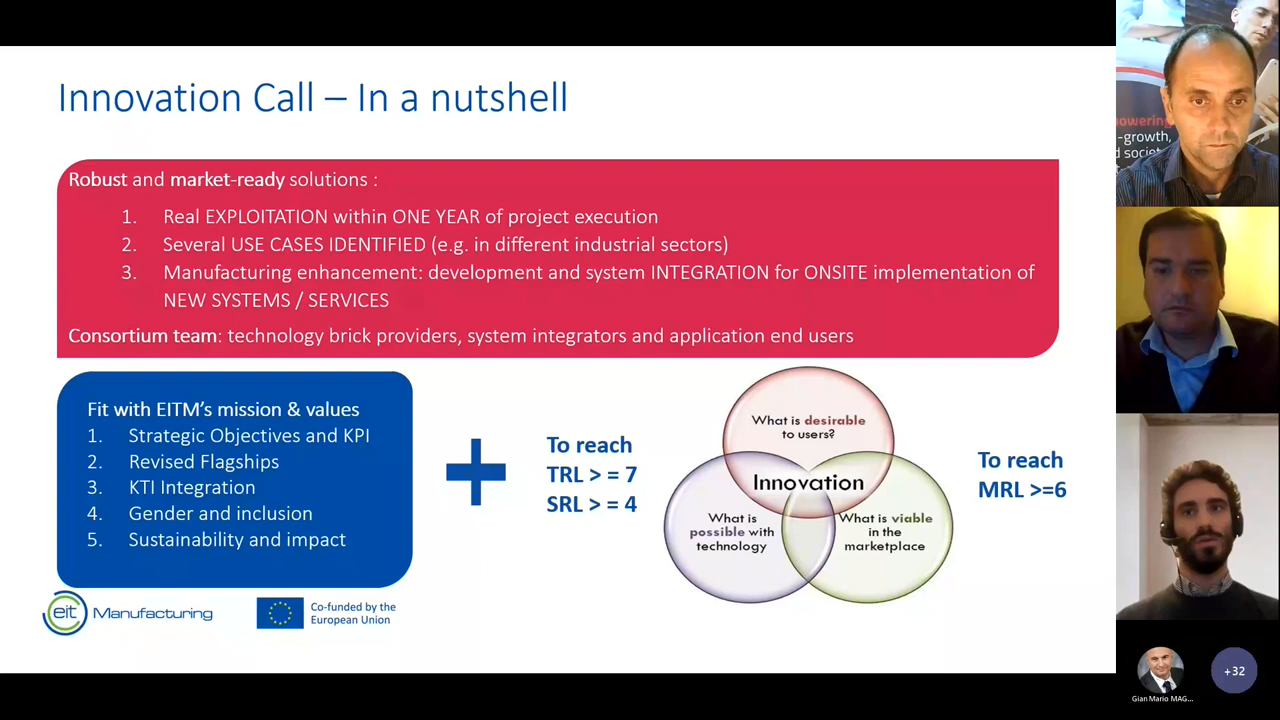 Innovation Call – In a nutshell
Robust and market-ready solutions :
1. Real EXPLOITATION within ONE YEAR of project execution
2. Several USE CASES IDENTIFIED (e.g. in different industrial sectors)
3. Manufacturing enhancement: development and system INTEGRATION for ONSITE implementation of
NEW SYSTEMS / SERVICES
Consortium team: technology brick providers, system integrators and application end users
Fit with EITM's mission & values
1. Strategic Objectives and KPI
2. Revised Flagships
3. KTI Integration
4. Gender and inclusion
5. Sustainability and impact
To reach
TRL > = 7
SRL > = 4
What is desirable
to users?
Innovation
What is
possible with
technology
What is viable
in the
marketplace
To reach
MRL >=6
eit Manufacturing
Co-funded by the
European Union
-growth,
Gian Mario MAG...
+32